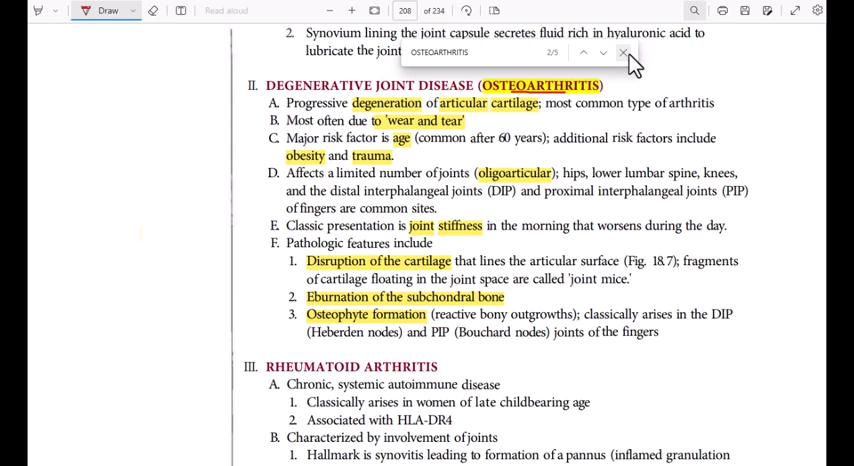 Draw
Read aloud
208
of 234
2. Synovium lining the joint capsule secretes fluid rich in hyaluronic acid to
lubricate the joint
OSTEOARTHRITIS
2/5
II. DEGENERATIVE JOINT DISEASE (OSTEOARTHRITIS)
A. Progressive degeneration of articular cartilage; most common type of arthritis
B. Most often due to 'wear and tear'
C. Major risk factor is age (common after 60 years); additional risk factors include
obesity and trauma.
D. Affects a limited number of joints (oligoarticular); hips, lower lumbar spine, knees,
and the distal interphalangeal joints (DIP) and proximal interphalangeal joints (PIP)
of fingers are common sites.
E. Classic presentation is joint stiffness in the morning that worsens during the day.
F. Pathologic features include
1. Disruption of the cartilage that lines the articular surface (Fig. 18.7); fragments
of cartilage floating in the joint space are called 'joint mice.'
2. Eburnation of the subchondral bone
3. Osteophyte formation (reactive bony outgrowths); classically arises in the DIP
(Heberden nodes) and PIP (Bouchard nodes) joints of the fingers
III. RHEUMATOID ARTHRITIS
A. Chronic, systemic autoimmune disease
1. Classically arises in women of late childbearing age
2. Associated with HLA-DR4
B. Characterized by involvement of joints
1. Hallmark is synovitis leading to formation of a pannus (inflamed granulation